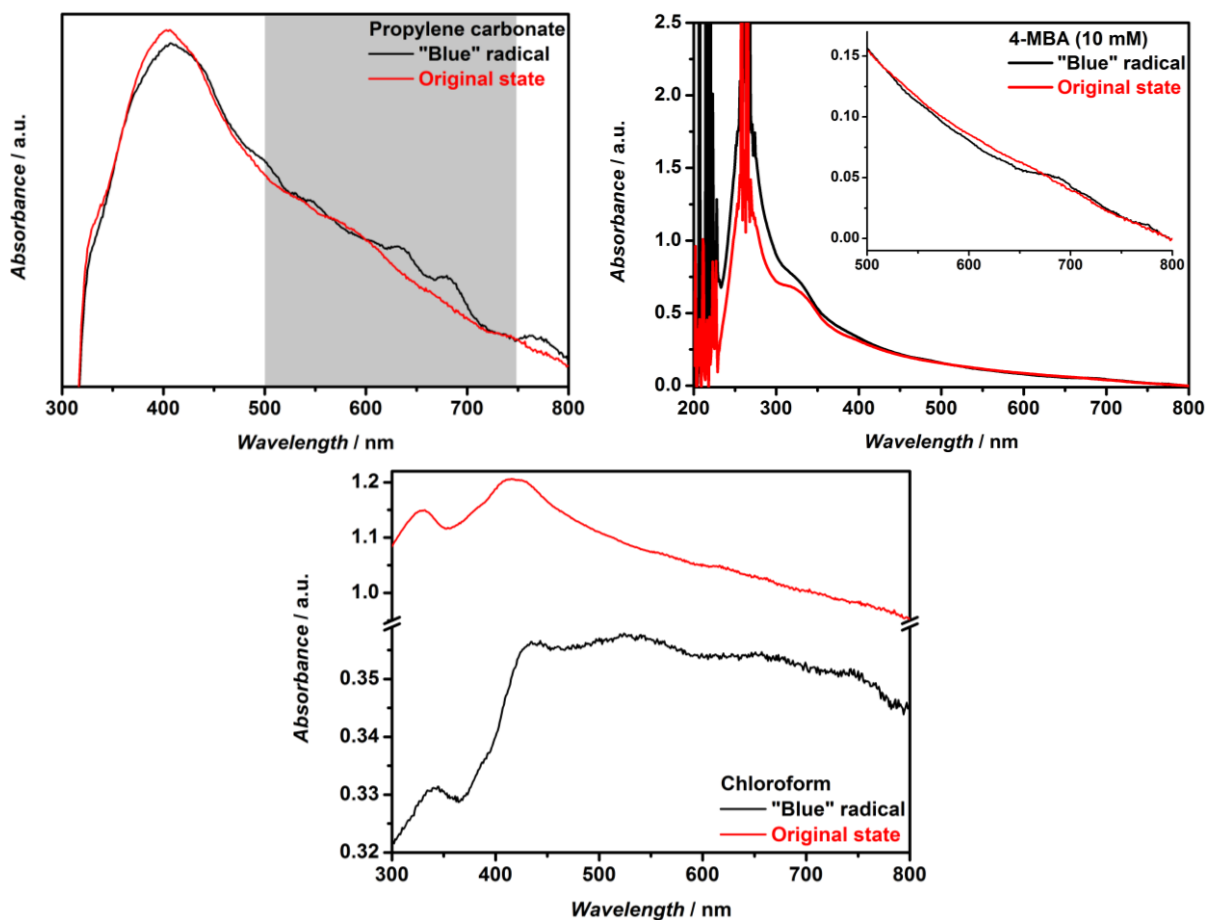 Propylene carbonate
"Blue" radical
Original state
Absorbance / a.u.
300 400 500 600 700 800
Wavelength / nm
2.5
2.0
1.5
1.0
0.5
0.0
Absorbance / a.u.
200 300 400 500 600 700 800
Wavelength / nm
4-MBA (10 mM)
"Blue" radical
Original state
0.15
0.10
0.05
0.00
500 600 700 800
1.2
1.1
1.0
0.35
0.34
0.33
0.32
Absorbance / a.u.
Chloroform
"Blue" radical
Original state
300 400 500 600 700 800
Wavelength / nm